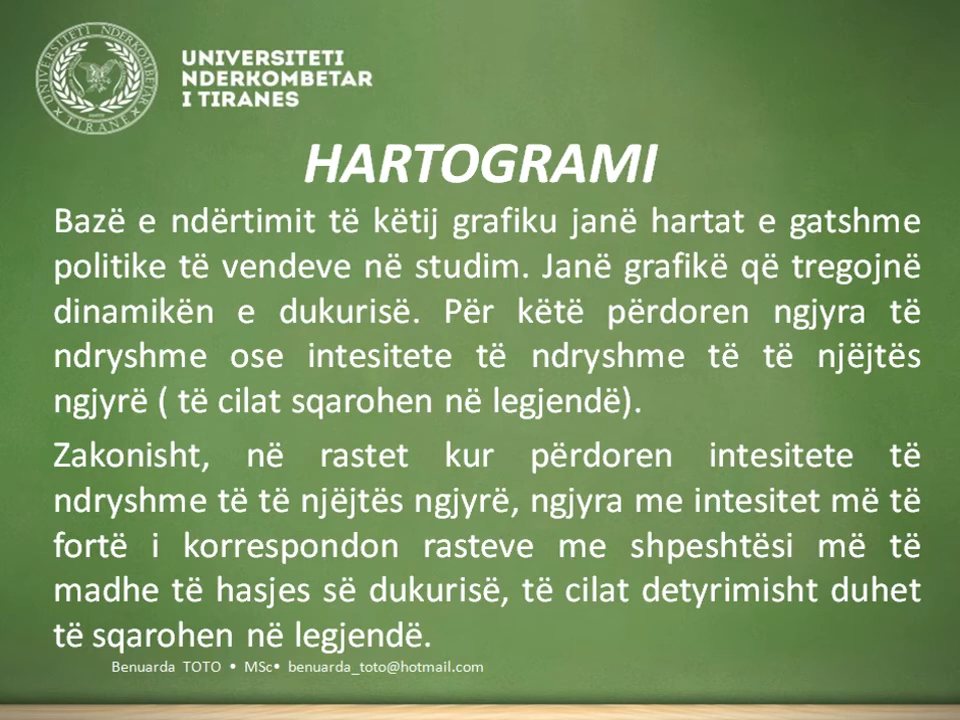 UNIVERSITETI NDERKOMBETAR
TIRANE
UNIVERSITETI
NDERKOMBETAR
I TIRANES
HARTOGRAMI
Bazë e ndërtimit të këtij grafiku janë hartat e gatshme
politike të vendeve në studim. Janë grafikë që tregojnë
dinamikën e dukurisë. Për këtë përdoren ngjyra të
ndryshme ose intesitete të ndryshme të të njëjtës
ngjyrë ( të cilat sqarohen në legjendë).
Zakonisht, në rastet kur përdoren intesitete të
ndryshme të të njëjtës ngjyrë, ngjyra me intesitet më të
fortë i korrespondon rasteve me shpeshtësi më të
madhe të hasjes së dukurisë, të cilat detyrimisht duhet
të sqarohen në legjendë.
Benuarda TOTO • MSc• benuarda_toto@hotmail.com